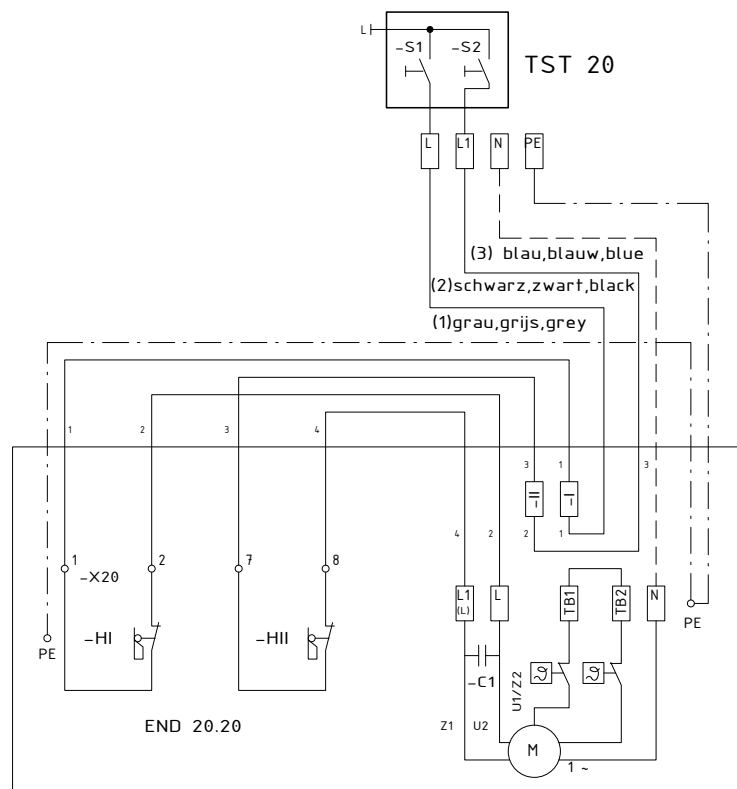 L
-S1 -S2
TST 20
L L1 N PE
(3) blau,blauw,blue
(2)schwarz,zwart,black
(1)grau,grijs,grey
1 2 3 4 3 1 3
-II -I
4 2 2 1
1 2 7 8
-X20
L1 (L) L TB1 TB2 N
PE PE
-HI -HII
-C1
U1/Z2
ϑ ϑ
END 20.20
Z1 U2
M
1 ~